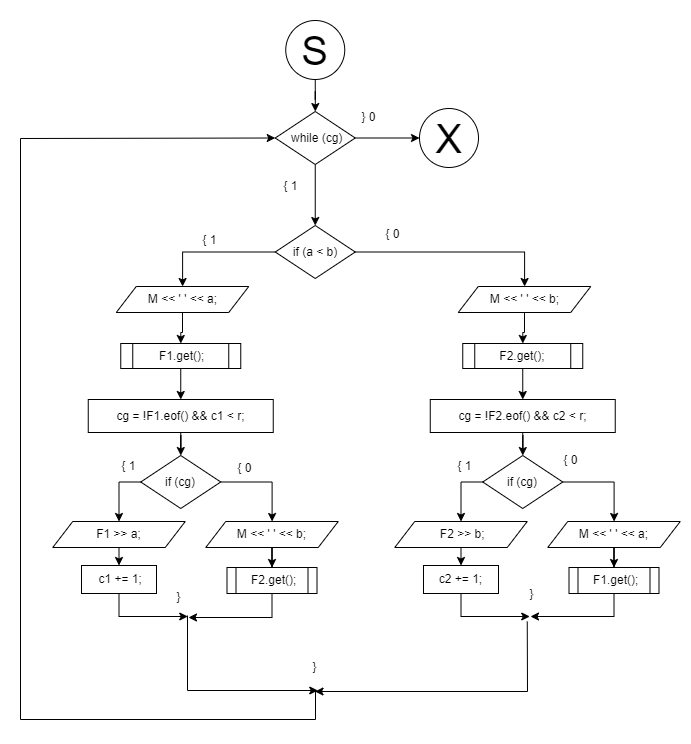 S
while (cg)
} 0
X
{ 1
if (a < b)
{ 1
{ 0
M << ' ' << a;
M << ' ' << b;
F1.get();
F2.get();
cg = !F1.eof() && c1 < r;
cg = !F2.eof() && c2 < r;
if (cg)
{ 1
{ 0
if (cg)
{ 1
{ 0
F1 >> a;
M << ' ' << b;
F2 >> b;
M << ' ' << a;
c1 += 1;
F2.get();
c2 += 1;
F1.get();
}
}
}